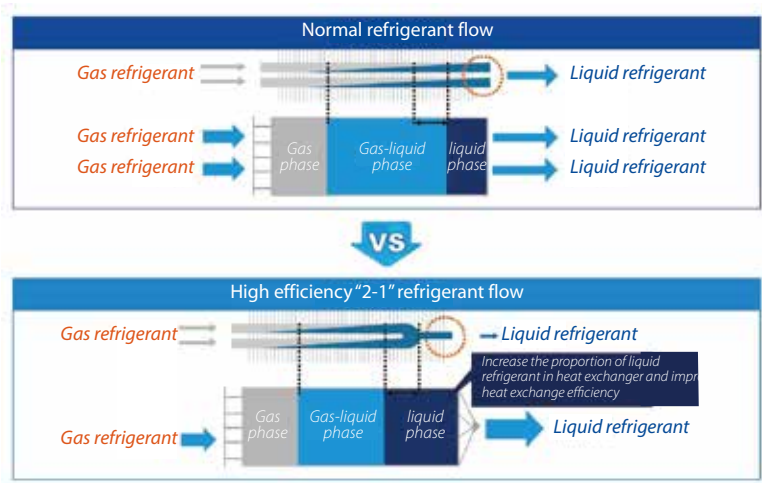 Normal refrigerant flow
Gas refrigerant
Liquid refrigerant
Gas refrigerant
Liquid refrigerant
Gas refrigerant
Liquid refrigerant
Gas
phase
Gas-liquid
phase
liquid
phase
VS
High efficiency “2-1” refrigerant flow
Gas refrigerant
Liquid refrigerant
Increase the proportion of liquid
refrigerant in heat exchanger and impr
heat exchange efficiency
Gas
phase
Gas-liquid
phase
liquid
phase
Gas refrigerant
Liquid refrigerant